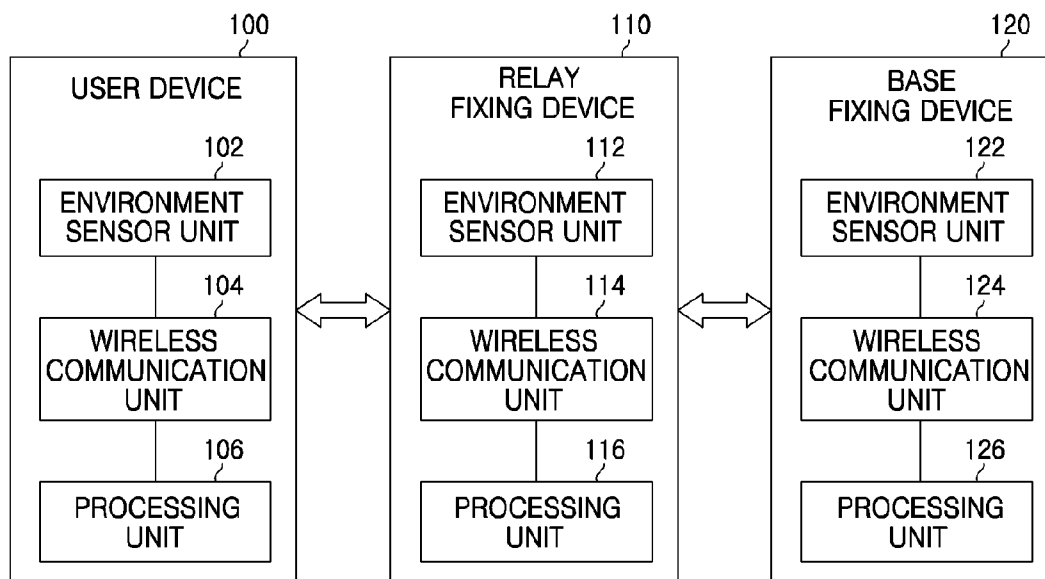 100
USER DEVICE
102
ENVIRONMENT
SENSOR UNIT
104
WIRELESS
COMMUNICATION
UNIT
106
PROCESSING
UNIT
110
RELAY
FIXING DEVICE
112
ENVIRONMENT
SENSOR UNIT
114
WIRELESS
COMMUNICATION
UNIT
116
PROCESSING
UNIT
120
BASE
FIXING DEVICE
122
ENVIRONMENT
SENSOR UNIT
124
WIRELESS
COMMUNICATION
UNIT
126
PROCESSING
UNIT